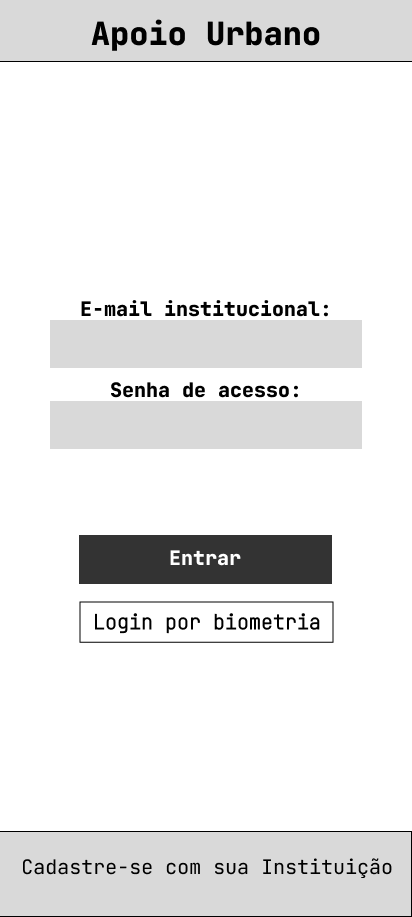 Apoio Urbano
E-mail institucional:
Senha de acesso:
Entrar
Login por biometria
Cadastre-se com sua Instituição